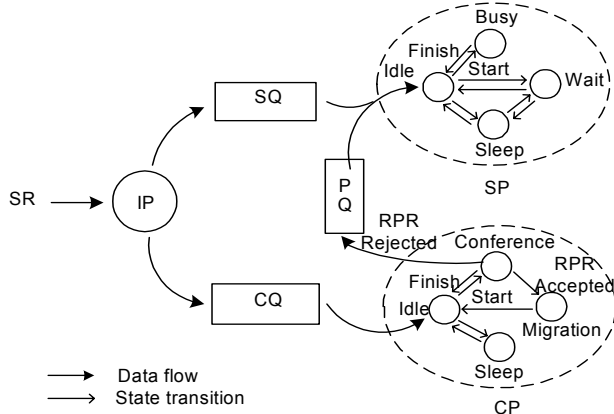 Busy
Finish
Idle
Start
Wait
Sleep
SP
SQ
SR
IP
P
Q
RPR
Rejected
Conference
RPR
Accepted
Finish
Start
Idle
Migration
Sleep
CP
CQ
Data flow
State transition